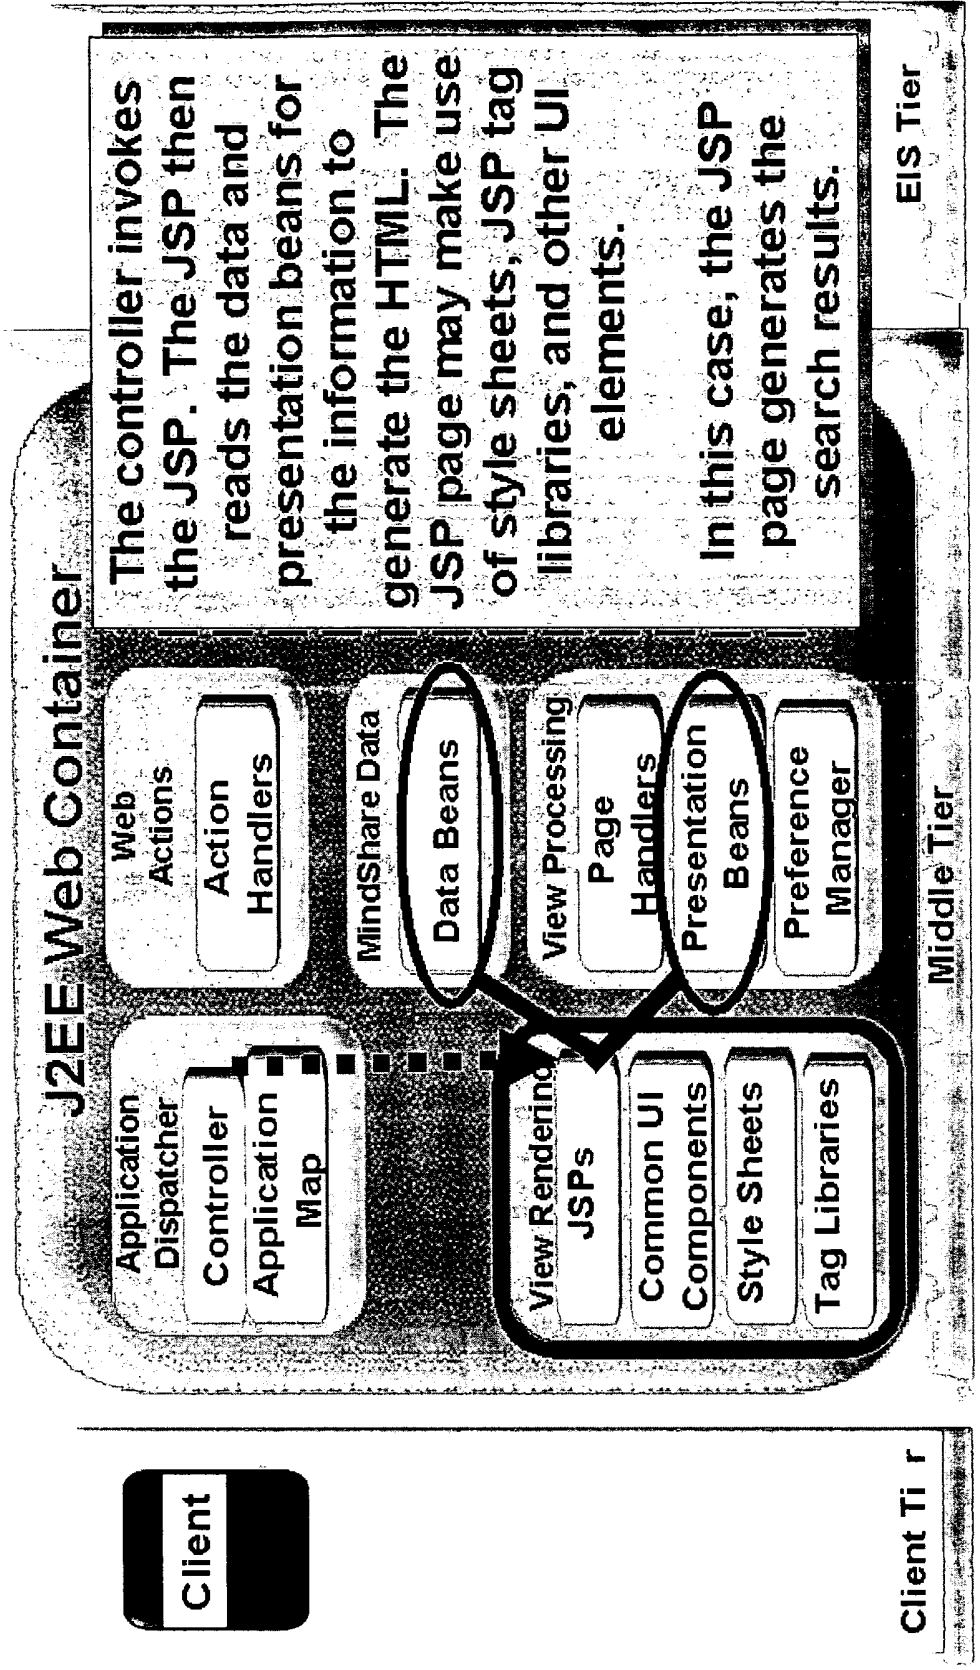 J2EE Web Container
Client
Application
Dispatcher
Controller
Application
Map
Web
Actions
Action
Handlers
MindShare Data
Data Beans
View Rendering
JSPs
Common UI
Components
Style Sheets
Tag Libraries
View Processing
Page
Handlers
Presentation
Beans
Preference
Manager
The controller invokes
the JSP. The JSP then
reads the data and
presentation beans for
the information to
generate the HTML. The
JSP page may make use
of style sheets, JSP tag
libraries, and other UI
elements.
In this case, the JSP
page generates the
search results.
Client Ti r
Middle Tier
EIS Tier